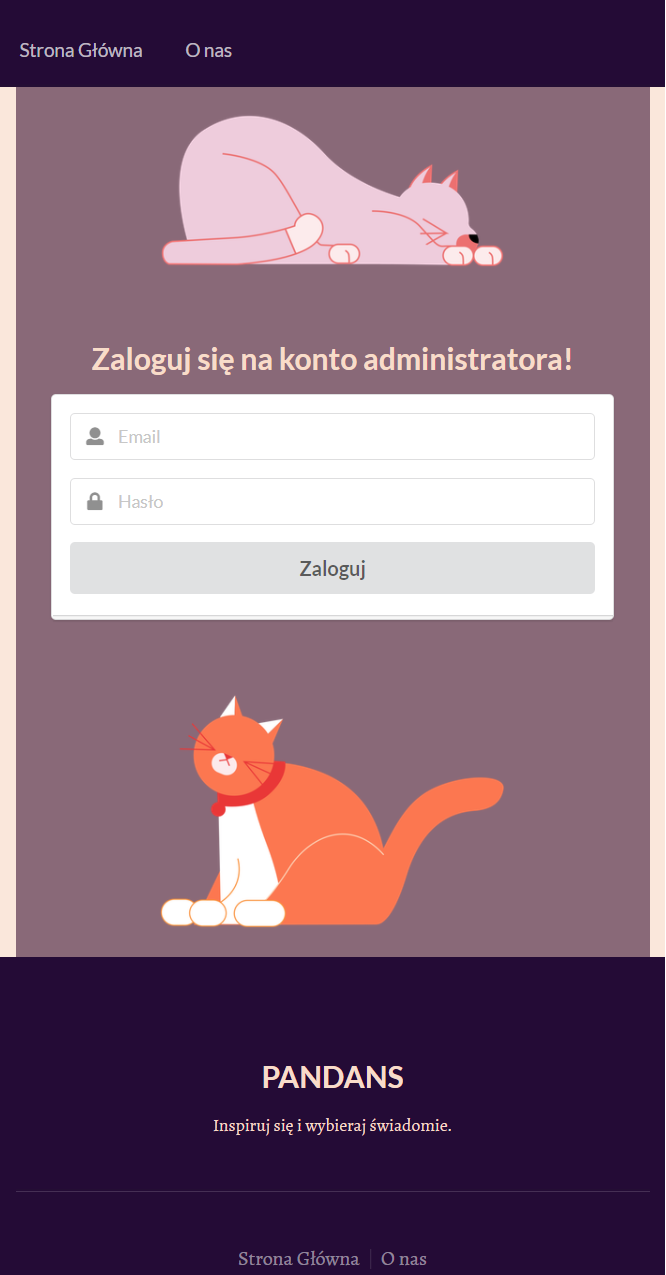 Strona Główna O nas
Zaloguj się na konto administratora!
Email
Hasło
Zaloguj
PANDANS
Inspiruj się i wybieraj świadomie.
Strona Główna O nas